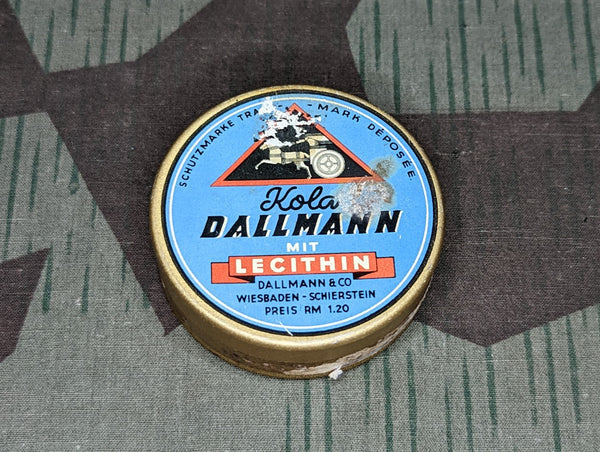 SCHUTZMARKE TRA - MARK DÉPOSÉE.
Kola
DALLMANN
MIT
LECITHIN
DALLMANN & CO
WIESBADEN - SCHIERSTEIN
PREIS RM 1.20